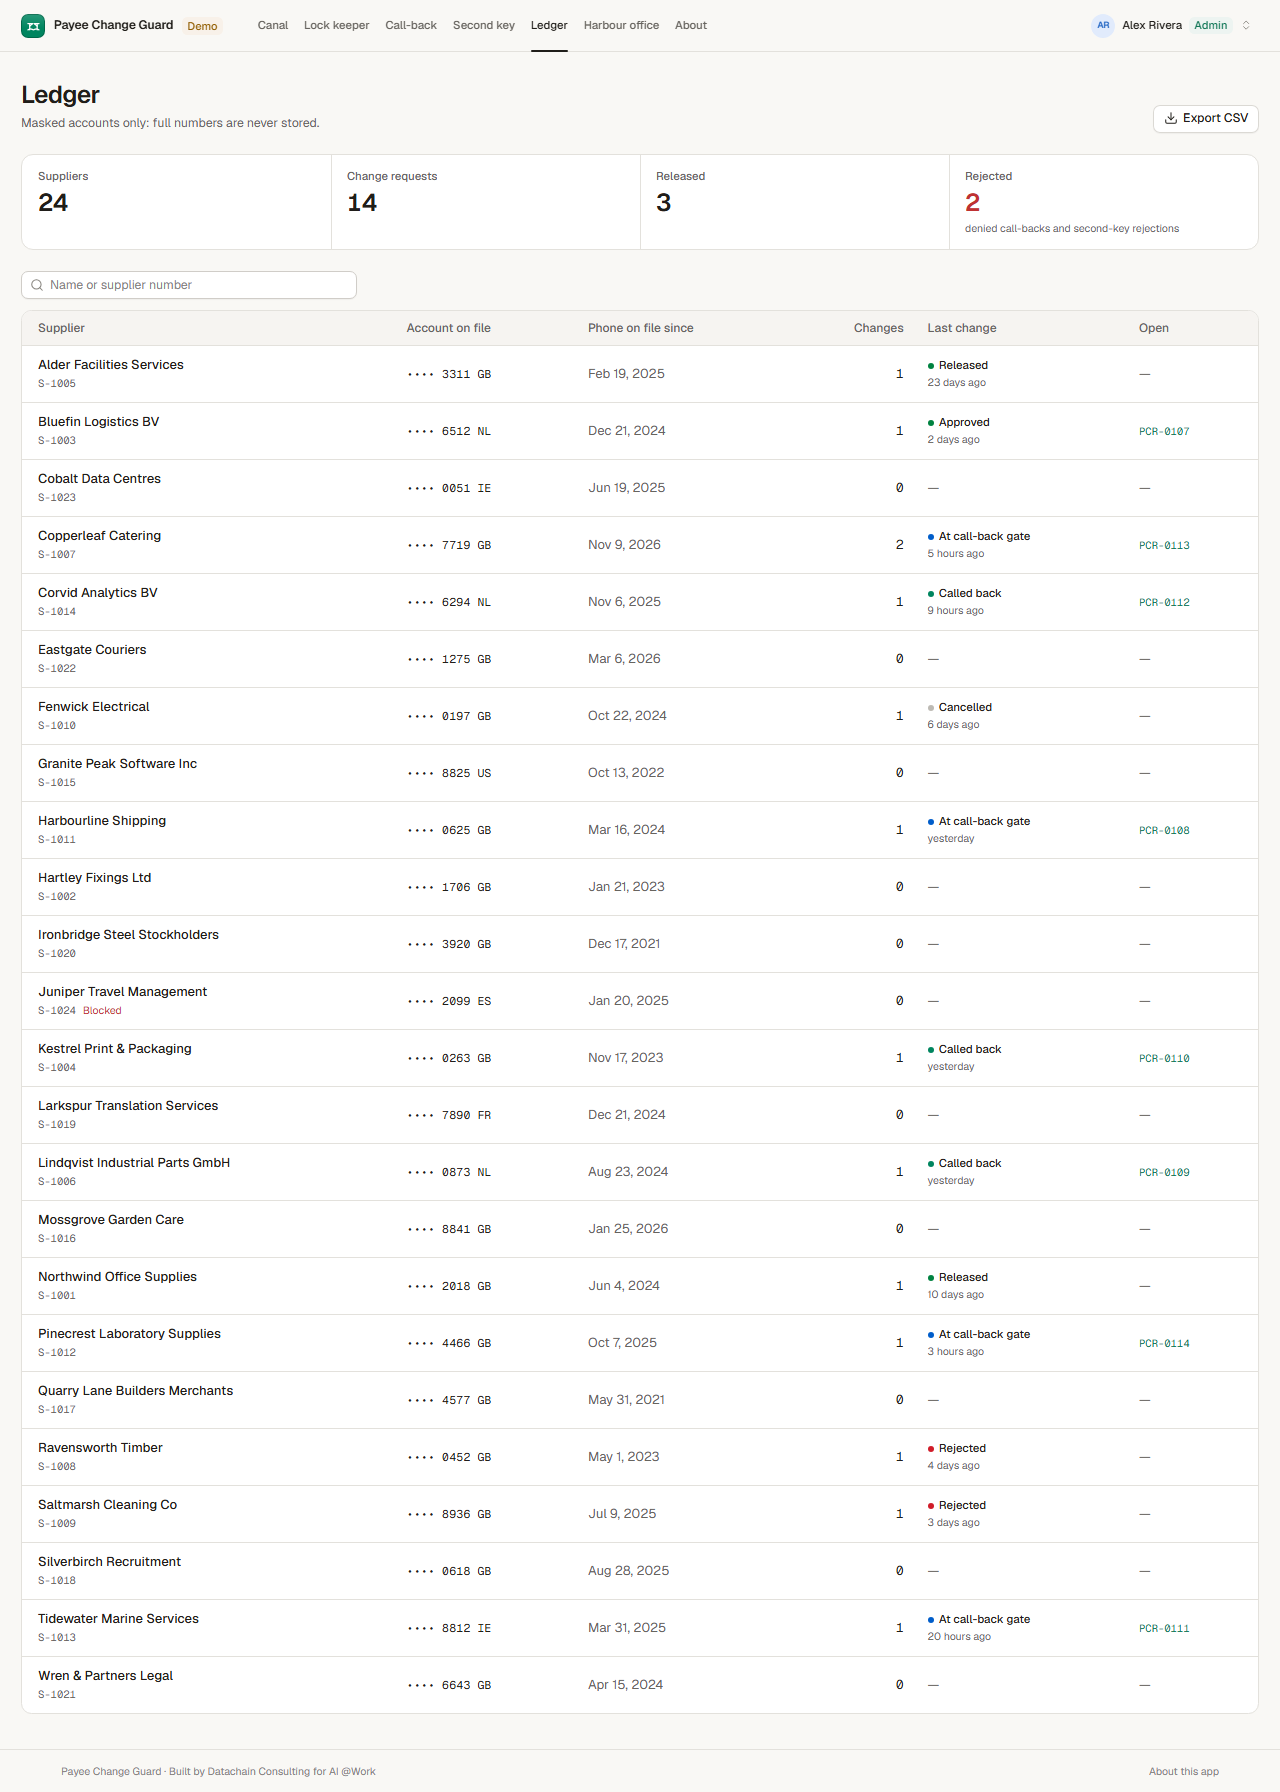 Payee Change Guard Demo Canal Lock keeper Call-back Second key Ledger Harbour office About AR Alex Rivera Admin
Ledger
Masked accounts only: full numbers are never stored.
Export CSV
Suppliers Change requests Released Rejected
24 14 3 2
denied call-backs and second-key rejections
Name or supplier number
Supplier Account on file Phone on file since Changes Last change Open
Alder Facilities Services
S-1005
•••• 3311 GB Feb 19, 2025 1 Released
23 days ago
—
Bluefin Logistics BV
S-1003
•••• 6512 NL Dec 21, 2024 1 Approved
2 days ago
PCR-0107
Cobalt Data Centres
S-1023
•••• 0051 IE Jun 19, 2025 0 — —
Copperleaf Catering
S-1007
•••• 7719 GB Nov 9, 2026 2 At call-back gate
5 hours ago
PCR-0113
Corvid Analytics BV
S-1014
•••• 6294 NL Nov 6, 2025 1 Called back
9 hours ago
PCR-0112
Eastgate Couriers
S-1022
•••• 1275 GB Mar 6, 2026 0 — —
Fenwick Electrical
S-1010
•••• 0197 GB Oct 22, 2024 1 Cancelled
6 days ago
—
Granite Peak Software Inc
S-1015
•••• 8825 US Oct 13, 2022 0 — —
Harbourline Shipping
S-1011
•••• 0625 GB Mar 16, 2024 1 At call-back gate
yesterday
PCR-0108
Hartley Fixings Ltd
S-1002
•••• 1706 GB Jan 21, 2023 0 — —
Ironbridge Steel Stockholders
S-1020
•••• 3920 GB Dec 17, 2021 0 — —
Juniper Travel Management
S-1024 Blocked
•••• 2099 ES Jan 20, 2025 0 — —
Kestrel Print & Packaging
S-1004
•••• 0263 GB Nov 17, 2023 1 Called back
yesterday
PCR-0110
Larkspur Translation Services
S-1019
•••• 7890 FR Dec 21, 2024 0 — —
Lindqvist Industrial Parts GmbH
S-1006
•••• 0873 NL Aug 23, 2024 1 Called back
yesterday
PCR-0109
Mossgrove Garden Care
S-1016
•••• 8841 GB Jan 25, 2026 0 — —
Northwind Office Supplies
S-1001
•••• 2018 GB Jun 4, 2024 1 Released
10 days ago
—
Pinecrest Laboratory Supplies
S-1012
•••• 4466 GB Oct 7, 2025 1 At call-back gate
3 hours ago
PCR-0114
Quarry Lane Builders Merchants
S-1017
•••• 4577 GB May 31, 2021 0 — —
Ravensworth Timber
S-1008
•••• 0452 GB May 1, 2023 1 Rejected
4 days ago
—
Saltmarsh Cleaning Co
S-1009
•••• 8936 GB Jul 9, 2025 1 Rejected
3 days ago
—
Silverbirch Recruitment
S-1018
•••• 0618 GB Aug 28, 2025 0 — —
Tidewater Marine Services
S-1013
•••• 8812 IE Mar 31, 2025 1 At call-back gate
20 hours ago
PCR-0111
Wren & Partners Legal
S-1021
•••• 6643 GB Apr 15, 2024 0 — —
Payee Change Guard · Built by Datachain Consulting for AI @Work About this app